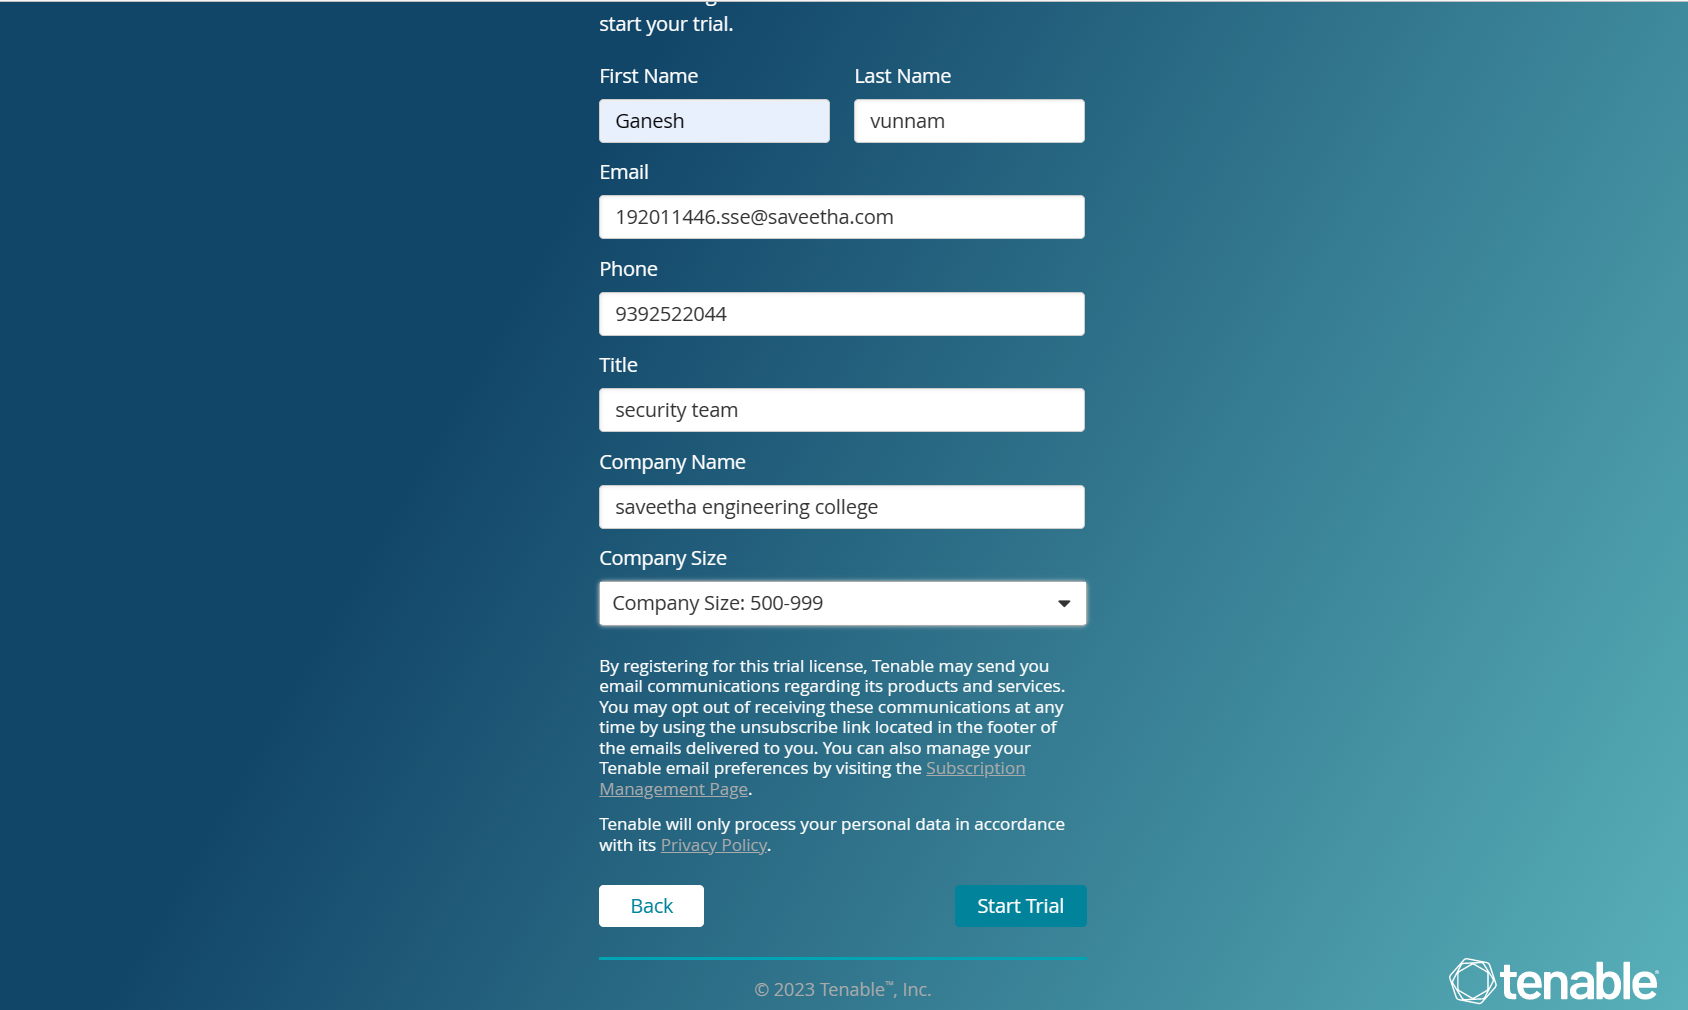 start your trial.
First Name
Last Name
Ganesh
vunnam
Email
192011446.sse@saveetha.com
Phone
9392522044
Title
security team
Company Name
saveetha engineering college
Company Size
Company Size: 500-999
By registering for this trial license, Tenable may send you
email communications regarding its products and services.
You may opt out of receiving these communications at any
time by using the unsubscribe link located in the footer of
the emails delivered to you. You can also manage your
Tenable email preferences by visiting the Subscription
Management Page.
Tenable will only process your personal data in accordance
with its Privacy Policy.
Back
Start Trial
© 2023 Tenable™, Inc.
tenable